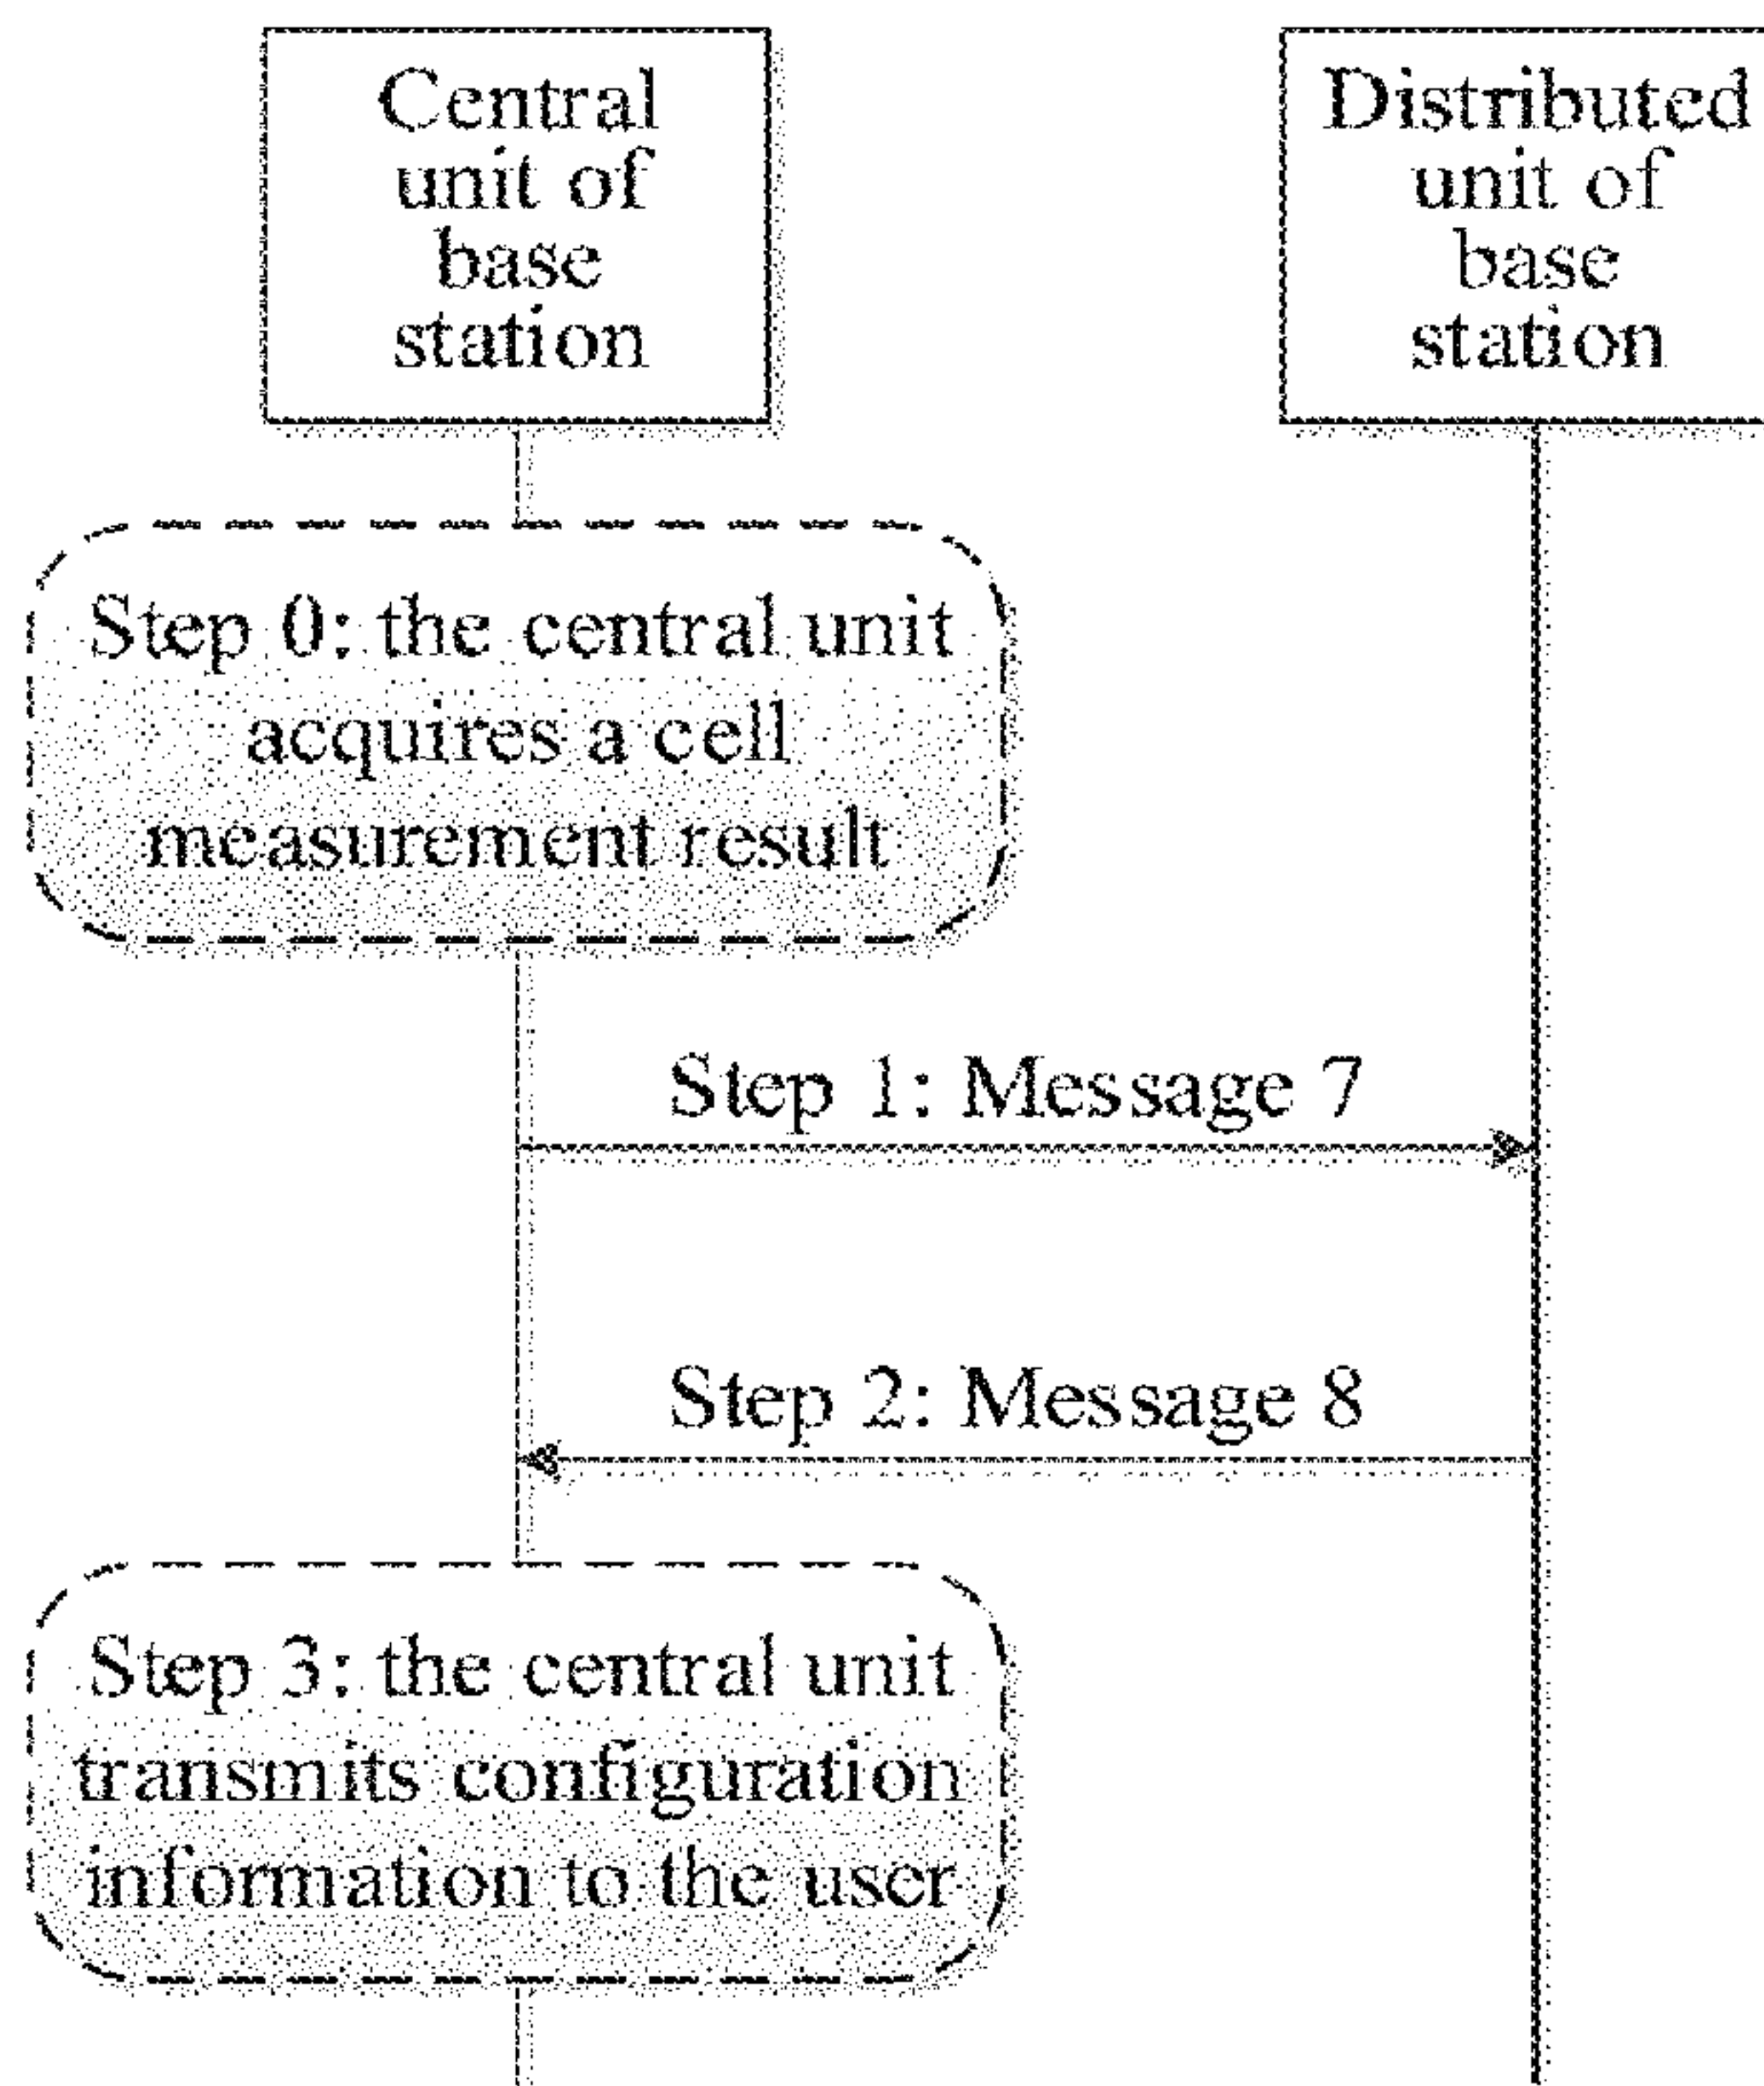 Central
unit of
base
station
Distributed
unit of
base
station
Step 0: the central unit
acquires a cell
measurement result
Step 1: Message 7
Step 2: Message 8
Step 3: the central unit
transmits configuration
information to the user